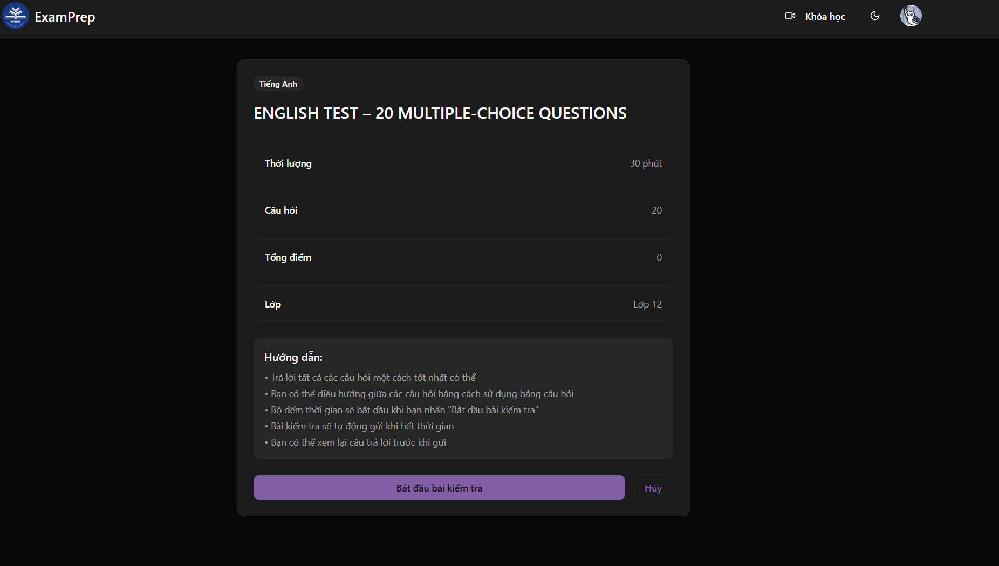 HNUE
ExamPrep
Khóa học
Tiếng Anh
ENGLISH TEST – 20 MULTIPLE-CHOICE QUESTIONS
Thời lượng
30 phút
Câu hỏi
20
Tổng điểm
0
Lớp
Lớp 12
Hướng dẫn:
• Trả lời tất cả các câu hỏi một cách tốt nhất có thể
• Bạn có thể điều hướng giữa các câu hỏi bằng cách sử dụng bảng câu hỏi
• Bộ đếm thời gian sẽ bắt đầu khi bạn nhấn "Bắt đầu bài kiểm tra"
• Bài kiểm tra sẽ tự động gửi khi hết thời gian
• Bạn có thể xem lại câu trả lời trước khi gửi
Bắt đầu bài kiểm tra
Hủy